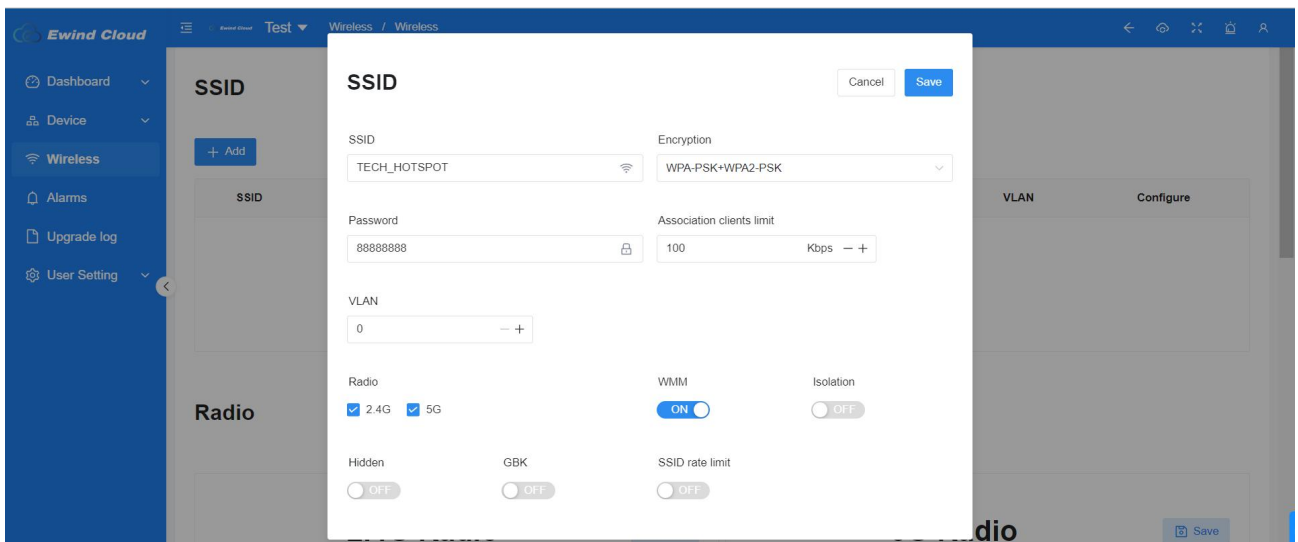 Ewind Cloud
Test
Wireless / Wireless
Dashboard
Device
Wireless
Alarms
Upgrade log
User Setting
SSID
+ Add
SSID
VLAN
Configure
Radio
SSID
Cancel
Save
SSID
Encryption
TECH_HOTSPOT
WPA-PSK+WPA2-PSK
Password
Association clients limit
88888888
100 Kbps － +
VLAN
0 － +
Radio
WMM
Isolation
2.4G
5G
ON
OFF
Hidden
GBK
SSID rate limit
OFF
OFF
OFF
dio
Save